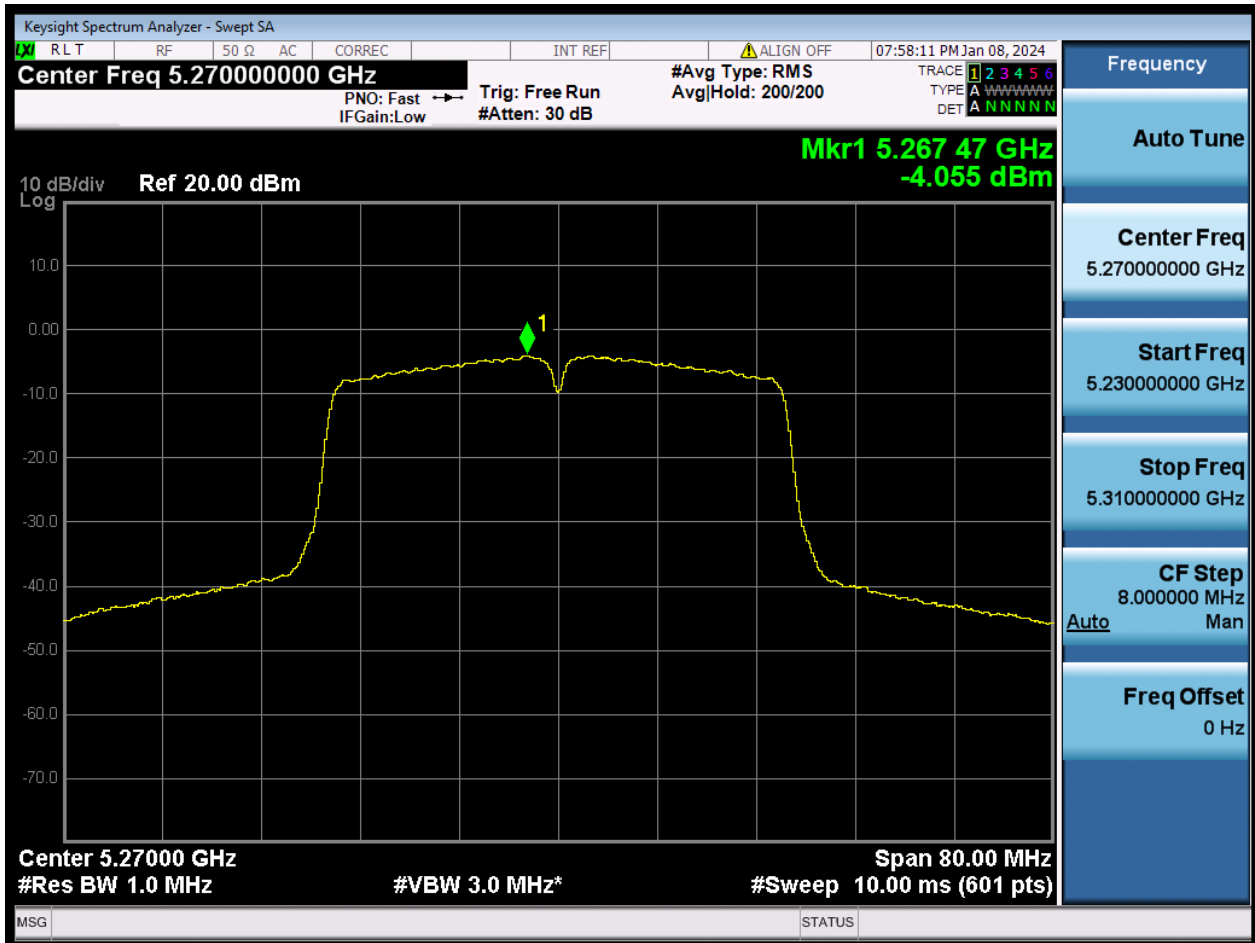 Keysight Spectrum Analyzer - Swept SA
LXI RLT RF 50 Ω AC CORREC INT REF ALIGN OFF 07:58:11 PM Jan 08, 2024
Center Freq 5.270000000 GHz
PNO: Fast
IFGain:Low
Trig: Free Run
#Atten: 30 dB
#Avg Type: RMS
Avg|Hold: 200/200
TRACE 1 2 3 4 5 6
TYPE A WWWWW
DET A N N N N N
Mkr1 5.267 47 GHz
-4.055 dBm
10 dB/div Ref 20.00 dBm
Log
10.0
0.00
-10.0
-20.0
-30.0
-40.0
-50.0
-60.0
-70.0
1
Center 5.27000 GHz Span 80.00 MHz
#Res BW 1.0 MHz #VBW 3.0 MHz* #Sweep 10.00 ms (601 pts)
MSG STATUS
Frequency
Auto Tune
Center Freq
5.270000000 GHz
Start Freq
5.230000000 GHz
Stop Freq
5.310000000 GHz
CF Step
8.000000 MHz
Auto Man
Freq Offset
0 Hz